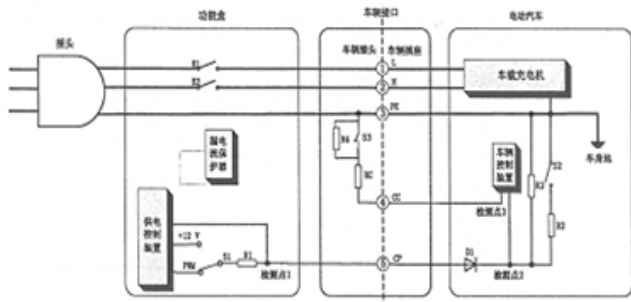 功能盒
车辆接口
电动汽车
插头
车辆插头 车辆插座
K1
K2
1 L
2 N
3 PE
车载充电机
车身地
漏电
流保
护器
R4
S3
RC
4 CC
车辆
控制
装置
检测点3
R3
S2
R2
供电
控制
装置
+12 V
PWM
S1
R1
检测点1
5 CP
D1
检测点2